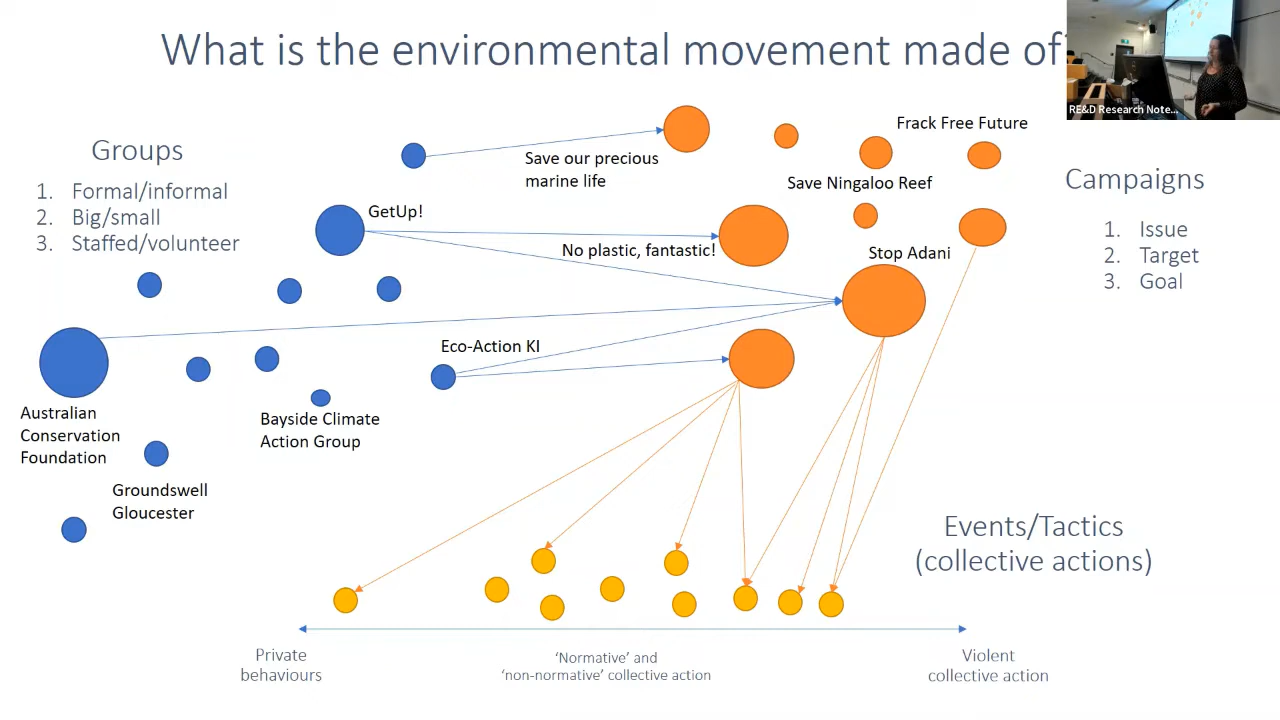 What is the environmental movement made of
RE&D Research Note...
Groups
1. Formal/informal
2. Big/small
3. Staffed/volunteer
Save our precious
marine life
Frack Free Future
Save Ningaloo Reef
Campaigns
1. Issue
2. Target
3. Goal
GetUp!
No plastic, fantastic!
Stop Adani
Eco-Action KI
Australian
Conservation
Foundation
Bayside Climate
Action Group
Groundswell
Gloucester
Events/Tactics
(collective actions)
Private
behaviours
‘Normative’ and
‘non-normative’ collective action
Violent
collective action